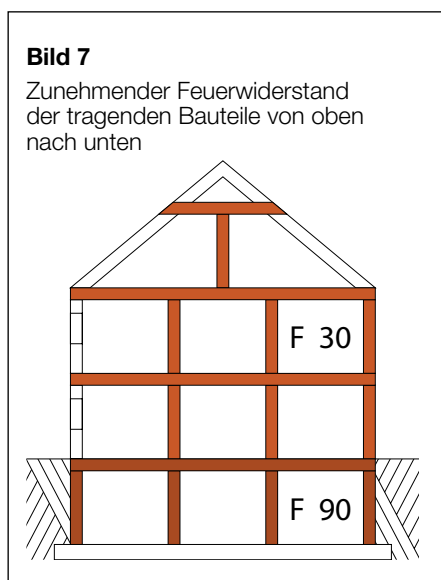 Bild 7
Zunehmender Feuerwiderstand
der tragenden Bauteile von oben
nach unten
F 30
F 90